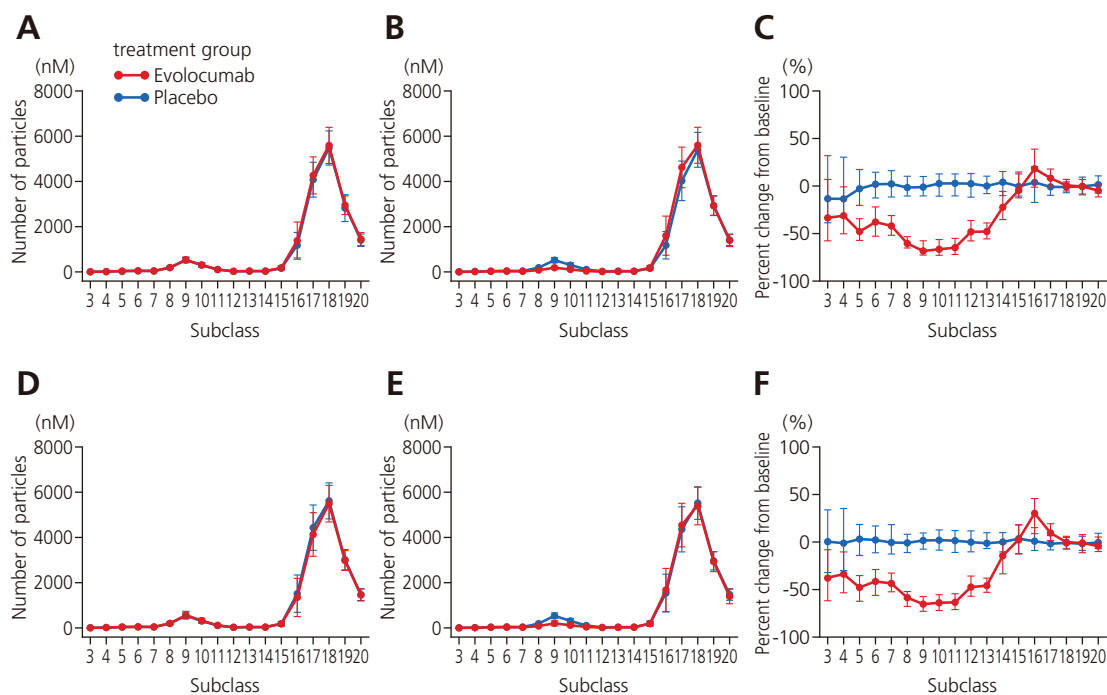 A
treatment group
Evolocumab
Placebo
(nM)
Number of particles
8000
6000
4000
2000
0
3 4 5 6 7 8 9 10 11 12 13 14 15 16 17 18 19 20
Subclass
B
(nM)
Number of particles
8000
6000
4000
2000
0
3 4 5 6 7 8 9 10 11 12 13 14 15 16 17 18 19 20
Subclass
C
(%)
Percent change from baseline
100
50
0
-50
-100
3 4 5 6 7 8 9 10 11 12 13 14 15 16 17 18 19 20
Subclass
D
(nM)
Number of particles
8000
6000
4000
2000
0
3 4 5 6 7 8 9 10 11 12 13 14 15 16 17 18 19 20
Subclass
E
(nM)
Number of particles
8000
6000
4000
2000
0
3 4 5 6 7 8 9 10 11 12 13 14 15 16 17 18 19 20
Subclass
F
(%)
Percent change from baseline
100
50
0
-50
-100
3 4 5 6 7 8 9 10 11 12 13 14 15 16 17 18 19 20
Subclass